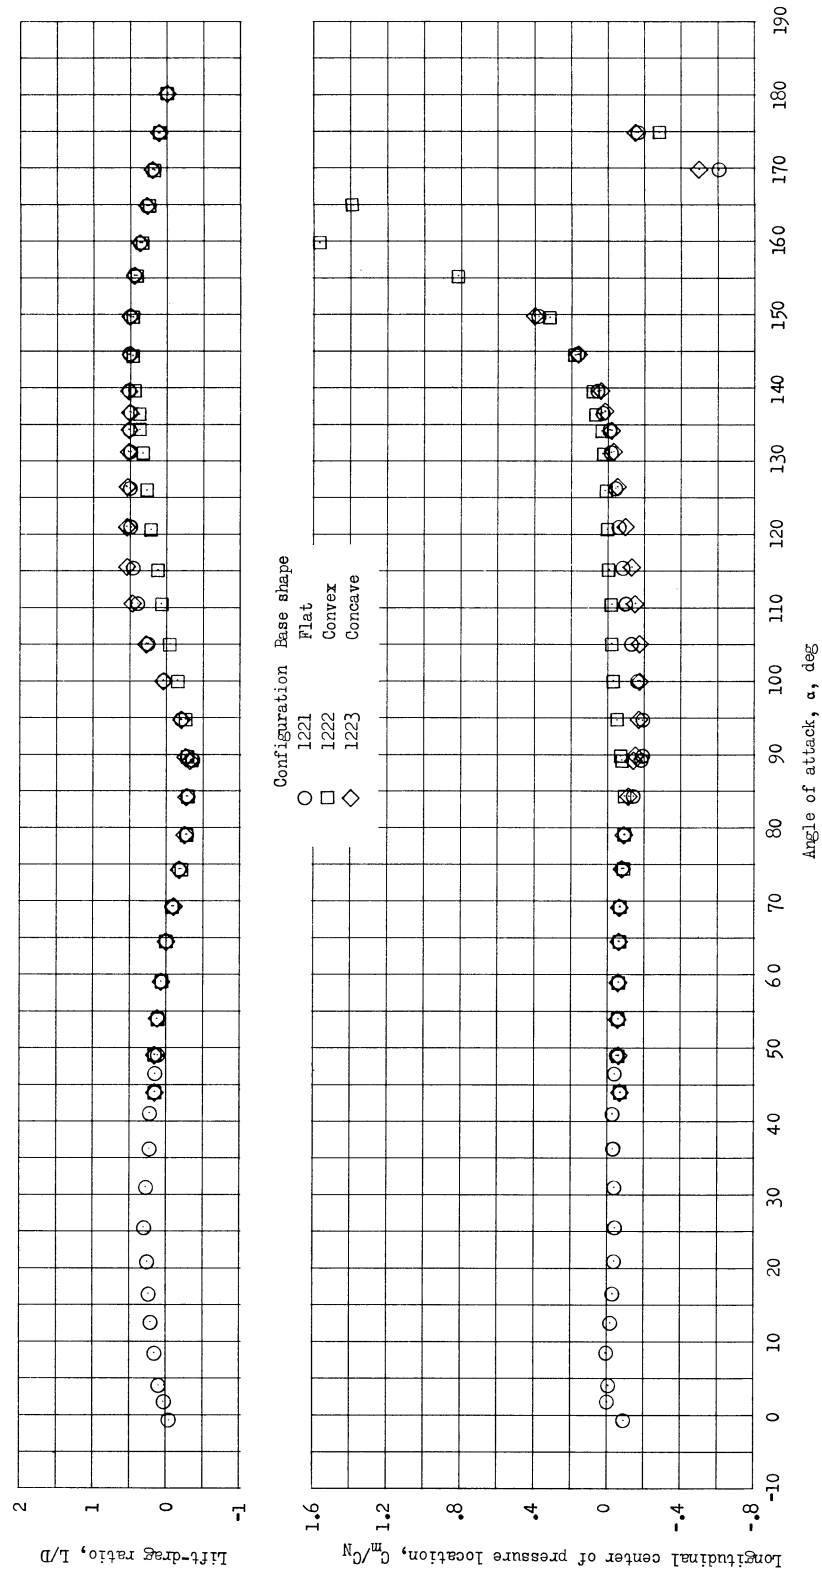 Lift-drag ratio, L/D
2
1
0
-1
Configuration Base shape
1221 Flat
1222 Convex
1223 Concave
Longitudinal center of pressure location, Cm/CN
1.6
1.2
.8
.4
0
-.4
-.8
-10 0 10 20 30 40 50 60 70 80 90 100 110 120 130 140 150 160 170 180 190
Angle of attack, α, deg